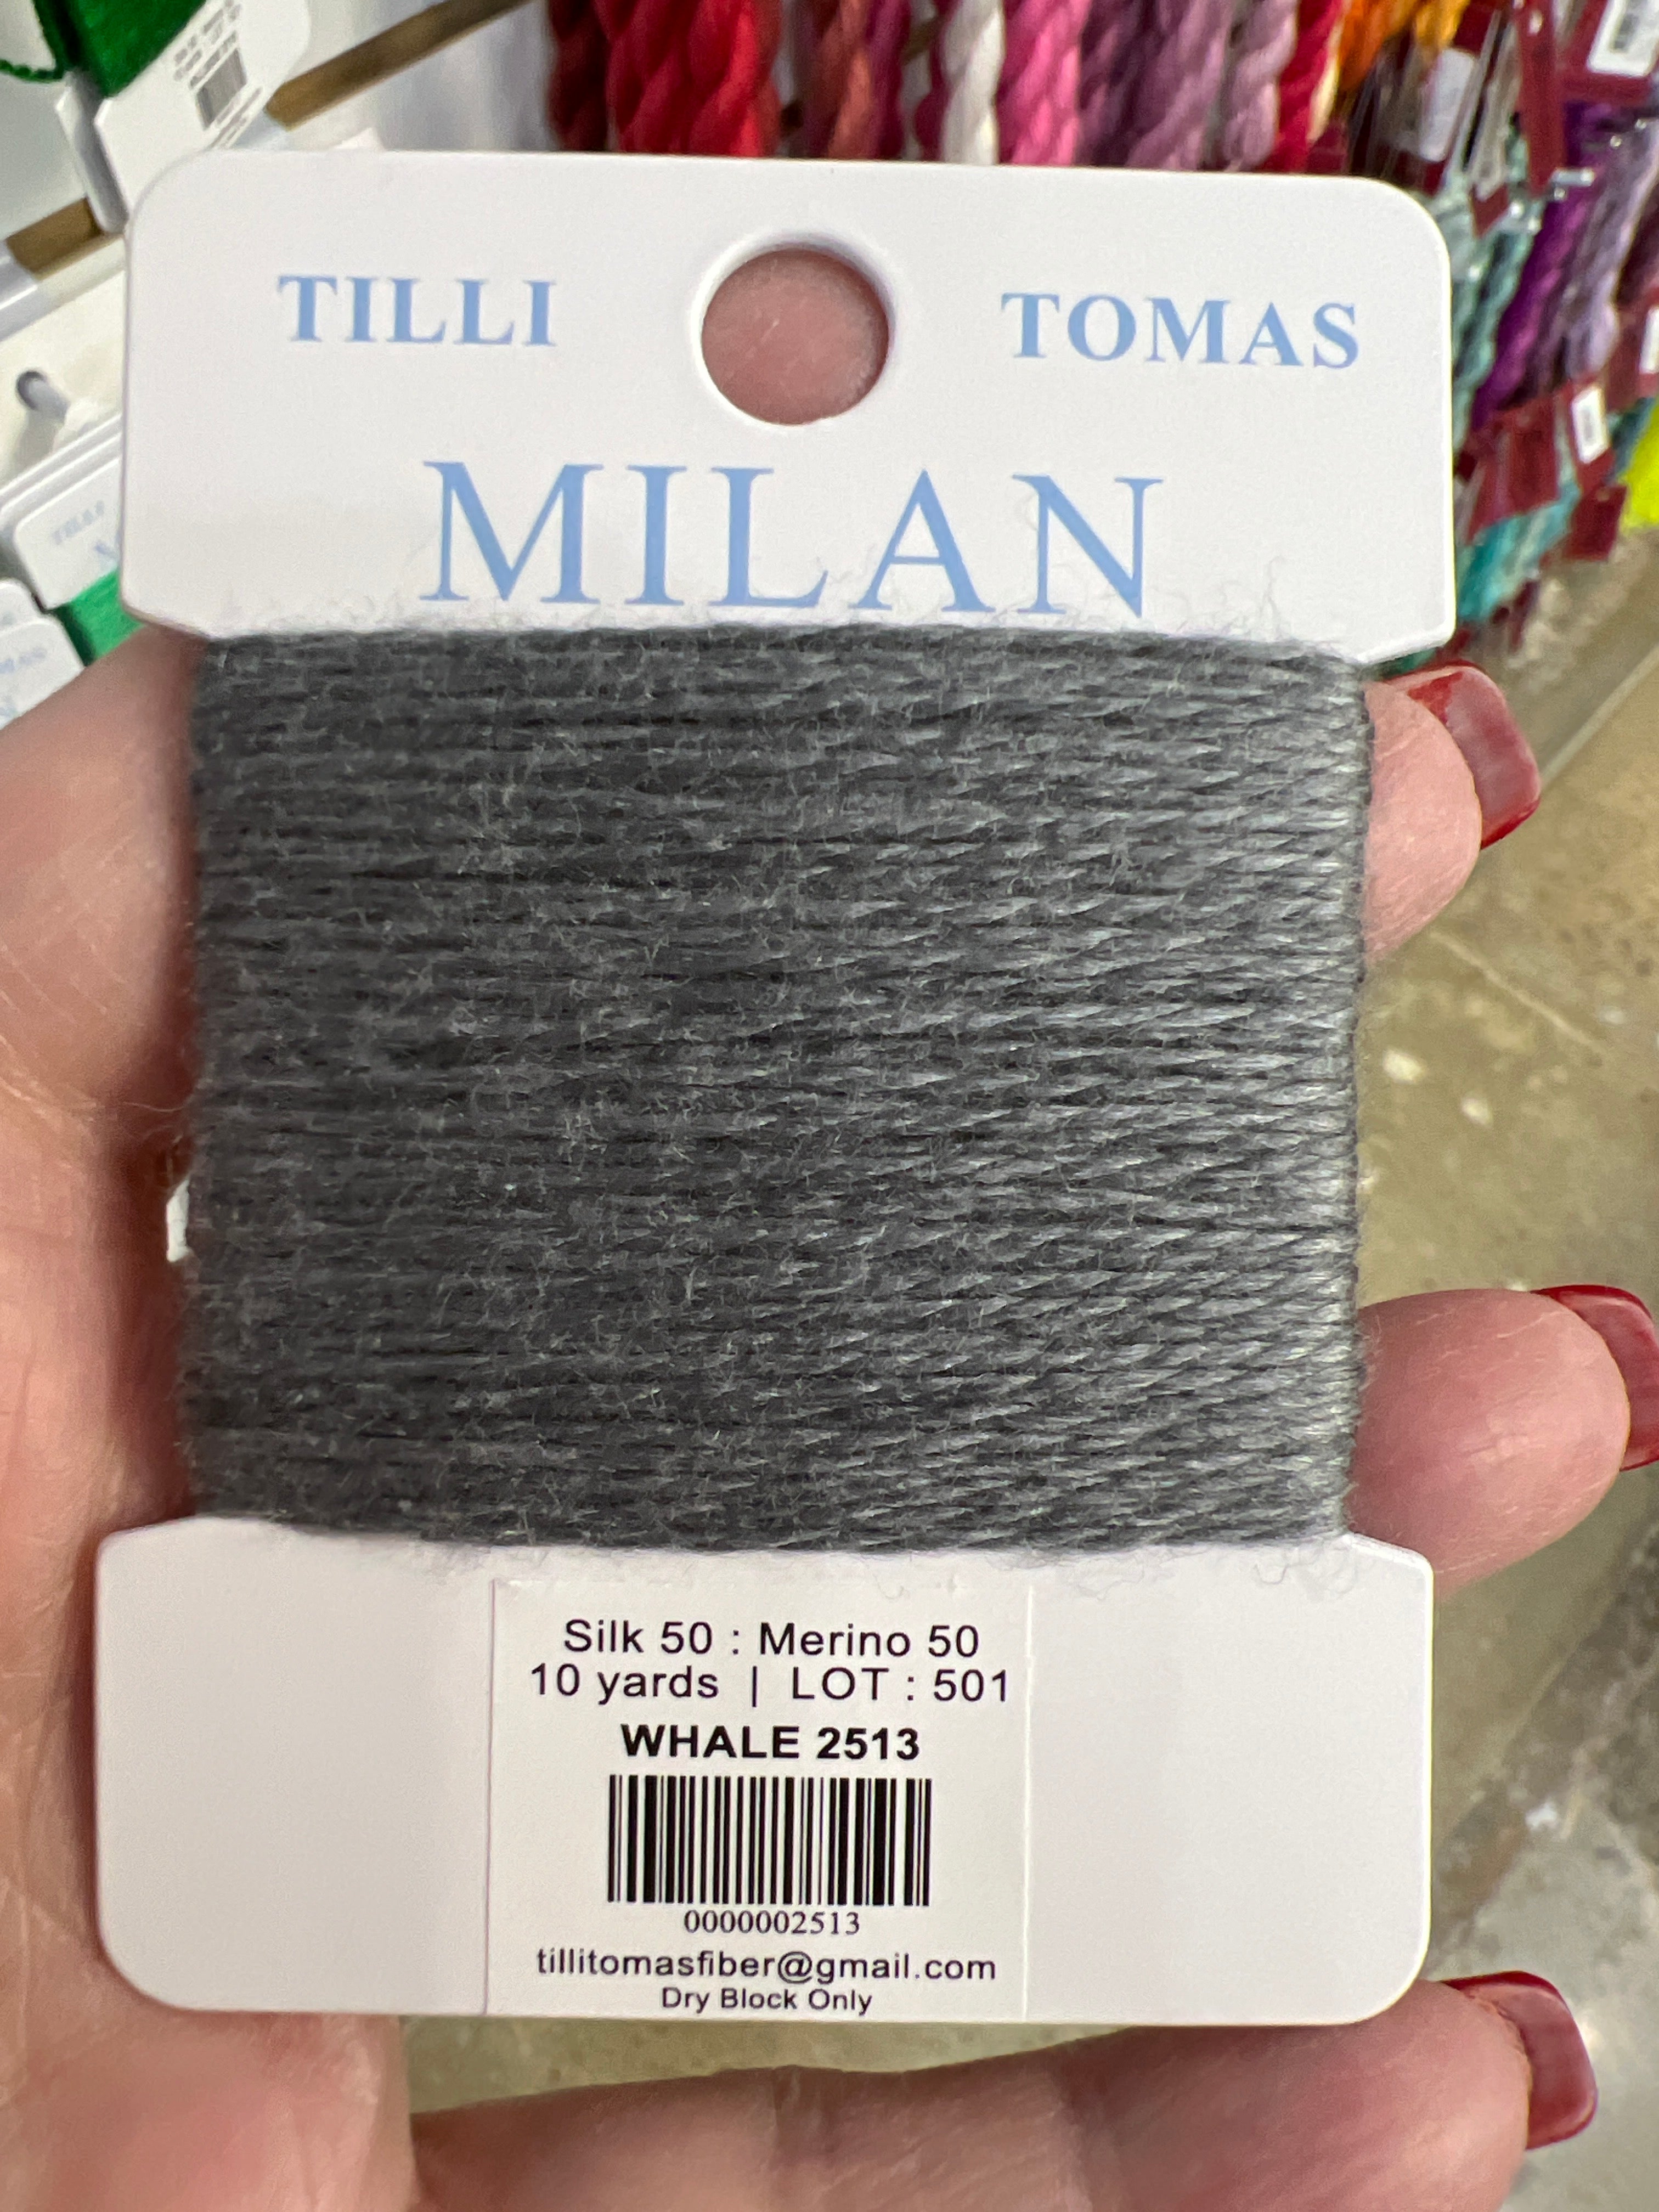 TILLI TOMAS
MILAN
Silk 50 : Merino 50
10 yards | LOT : 501
WHALE 2513
0000002513
tillitomasfiber@gmail.com
Dry Block Only
TILLI